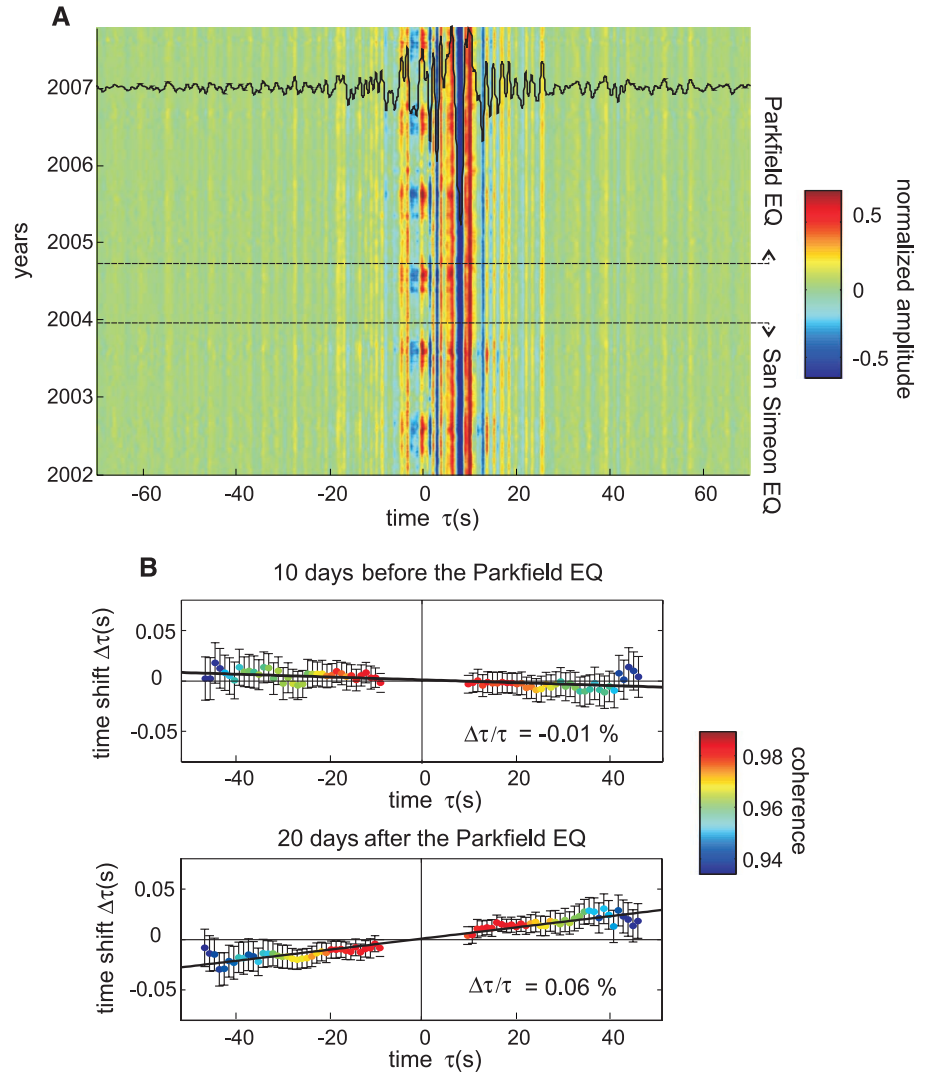 A
2007
2006
2005
2004
2003
2002
years
-60
-40
-20
0
20
40
60
time τ(s)
Parkfield EQ
<
> San Simeon EQ
0.5
0
-0.5
normalized amplitude
B
10 days before the Parkfield EQ
0.05
0
-0.05
time shift Δτ(s)
Δτ/τ = -0.01 %
-40
-20
0
20
40
time τ(s)
20 days after the Parkfield EQ
0.05
0
-0.05
time shift Δτ(s)
Δτ/τ = 0.06 %
-40
-20
0
20
40
time τ(s)
0.98
0.96
0.94
coherence